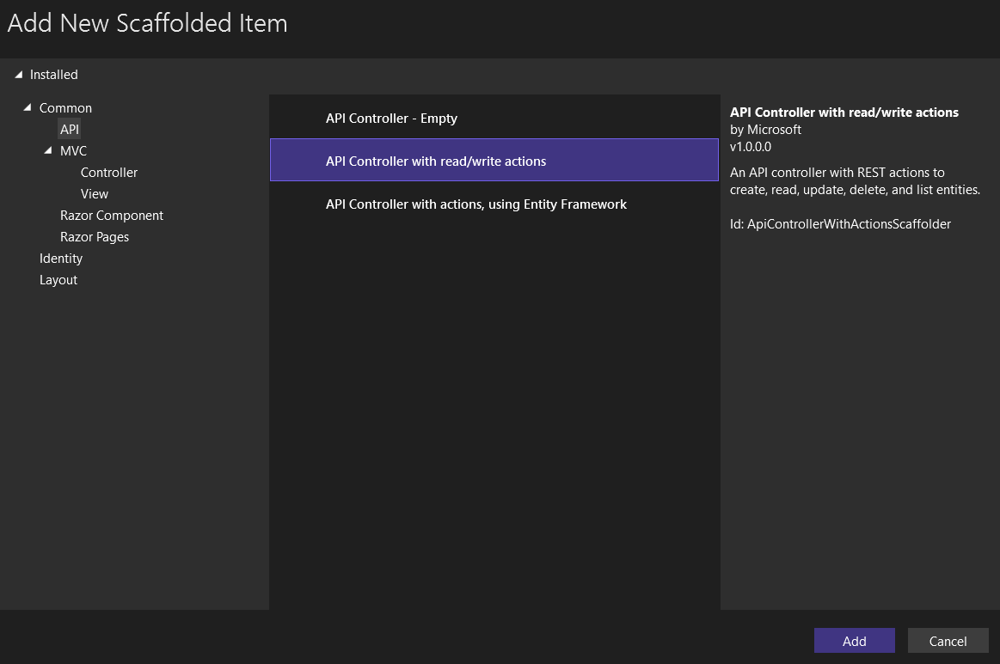 Add New Scaffolded Item
Installed
Common
API
MVC
Controller
View
Razor Component
Razor Pages
Identity
Layout
API Controller - Empty
API Controller with read/write actions
API Controller with actions, using Entity Framework
API Controller with read/write actions
by Microsoft
v1.0.0.0
An API controller with REST actions to
create, read, update, delete, and list entities.
Id: ApiControllerWithActionsScaffolder
Add
Cancel